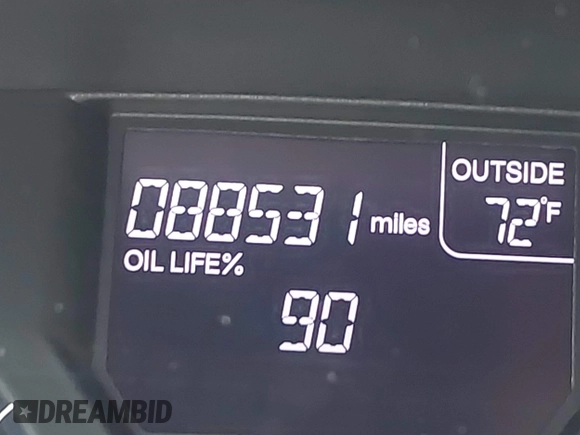 088531 miles
OUTSIDE
72°F
OIL LIFE%
90
DREAMBID